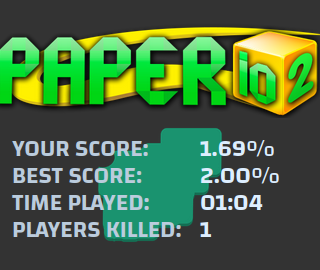 PAPER io 2
YOUR SCORE: 1.69%
BEST SCORE: 2.00%
TIME PLAYED: 01:04
PLAYERS KILLED: 1